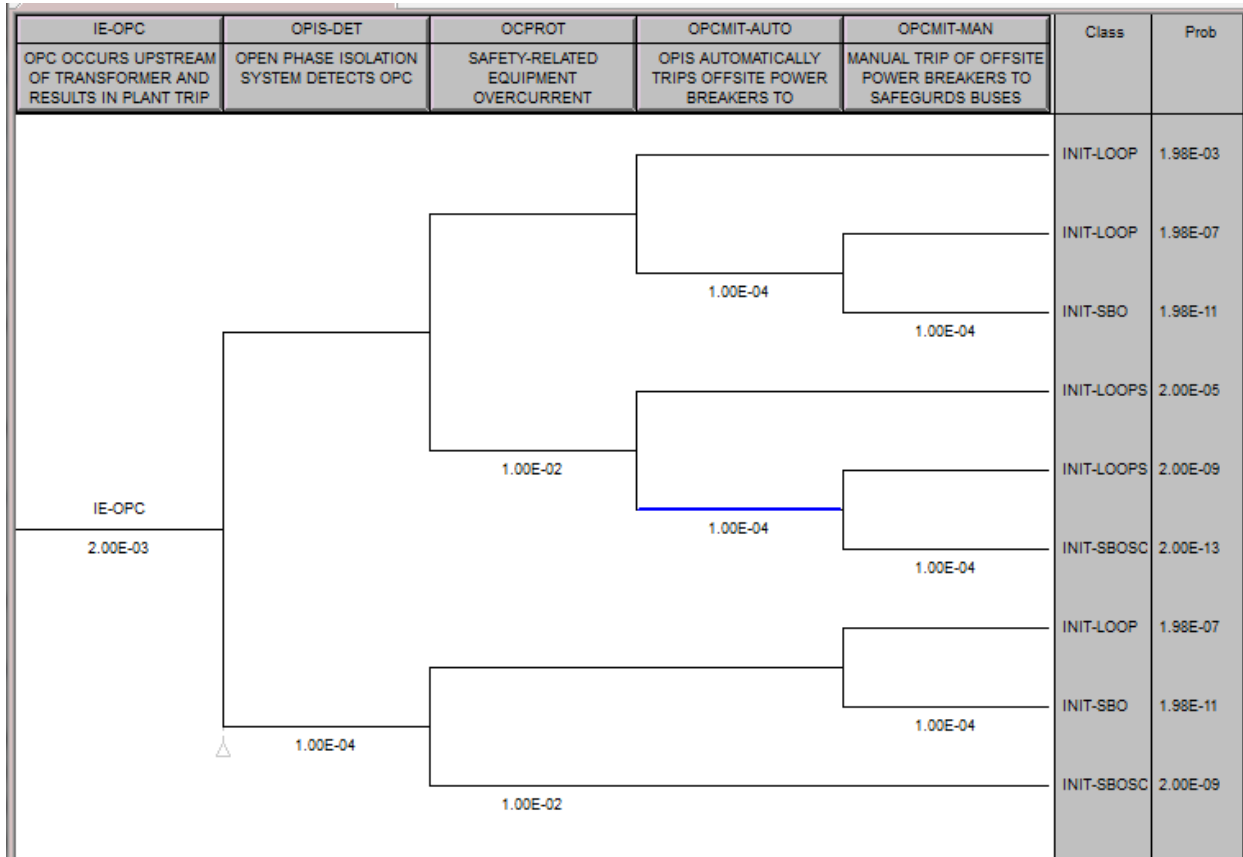 IE-OPC
OPIS-DET
OCPROT
OPCMIT-AUTO
OPCMIT-MAN
Class
Prob
OPC OCCURS UPSTREAM
OF TRANSFORMER AND
RESULTS IN PLANT TRIP
OPEN PHASE ISOLATION
SYSTEM DETECTS OPC
SAFETY-RELATED
EQUIPMENT
OVERCURRENT
OPIS AUTOMATICALLY
TRIPS OFFSITE POWER
BREAKERS TO
MANUAL TRIP OF OFFSITE
POWER BREAKERS TO
SAFEGURDS BUSES
INIT-LOOP 1.98E-03
INIT-LOOP 1.98E-07
1.00E-04
INIT-SBO 1.98E-11
1.00E-04
INIT-LOOPS 2.00E-05
1.00E-02
INIT-LOOPS 2.00E-09
IE-OPC
2.00E-03
1.00E-04
INIT-SBOSC 2.00E-13
1.00E-04
INIT-LOOP 1.98E-07
INIT-SBO 1.98E-11
1.00E-04
1.00E-04
INIT-SBOSC 2.00E-09
1.00E-02